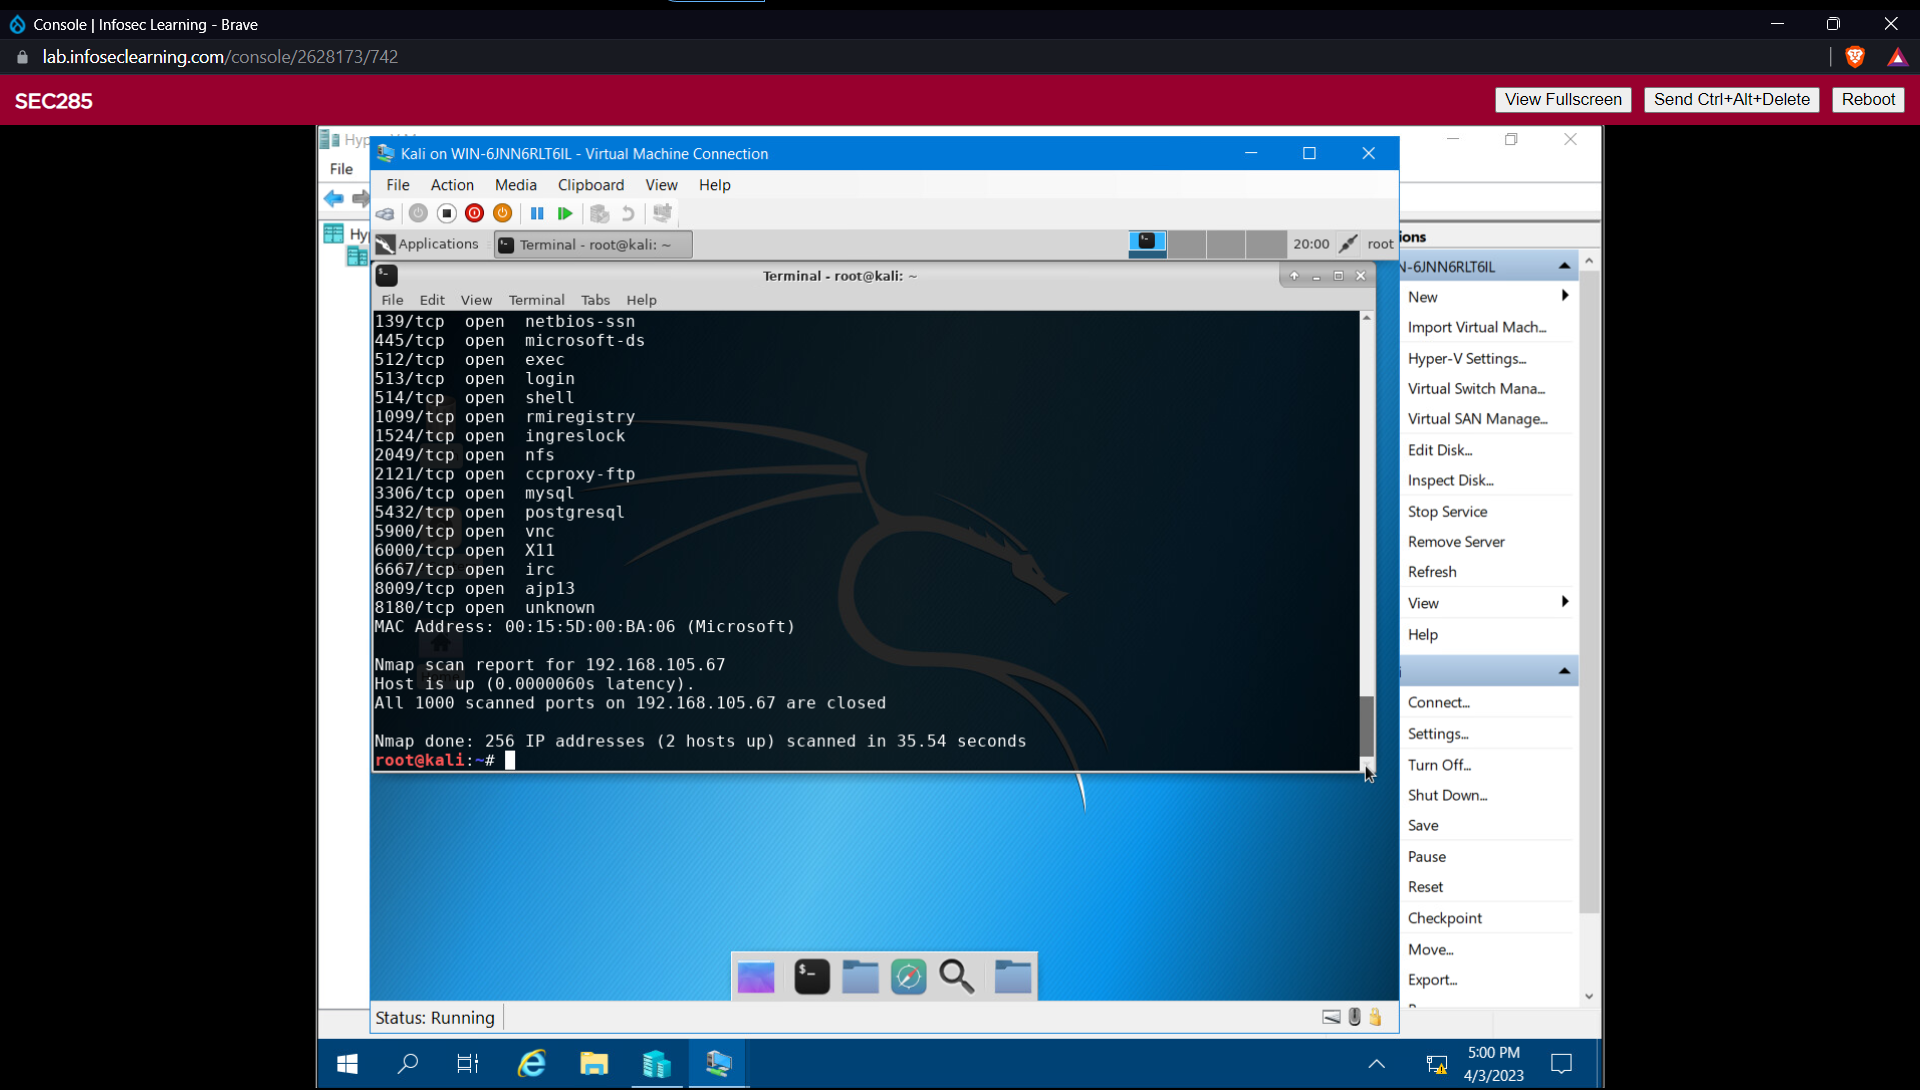 Console | Infosec Learning - Brave
lab.infoseclearning.com/console/2628173/742
SEC285
View Fullscreen
Send Ctrl+Alt+Delete
Reboot
Kali on WIN-6JNN6RLT6IL - Virtual Machine Connection
File
File Action Media Clipboard View Help
Applications
Terminal - root@kali: ~
20:00
root
Terminal - root@kali: ~
File Edit View Terminal Tabs Help
139/tcp open netbios-ssn
445/tcp open microsoft-ds
512/tcp open exec
513/tcp open login
514/tcp open shell
1099/tcp open rmiregistry
1524/tcp open ingreslock
2049/tcp open nfs
2121/tcp open ccproxy-ftp
3306/tcp open mysql
5432/tcp open postgresql
5900/tcp open vnc
6000/tcp open X11
6667/tcp open irc
8009/tcp open ajp13
8180/tcp open unknown
MAC Address: 00:15:5D:00:BA:06 (Microsoft)
Nmap scan report for 192.168.105.67
Host is up (0.0000060s latency).
All 1000 scanned ports on 192.168.105.67 are closed
Nmap done: 256 IP addresses (2 hosts up) scanned in 35.54 seconds
root@kali:~#
Status: Running
ions
N-6JNN6RLT6IL
New
Import Virtual Mach...
Hyper-V Settings...
Virtual Switch Mana...
Virtual SAN Manage...
Edit Disk...
Inspect Disk...
Stop Service
Remove Server
Refresh
View
Help
Connect...
Settings...
Turn Off...
Shut Down...
Save
Pause
Reset
Checkpoint
Move...
Export...
5:00 PM
4/3/2023